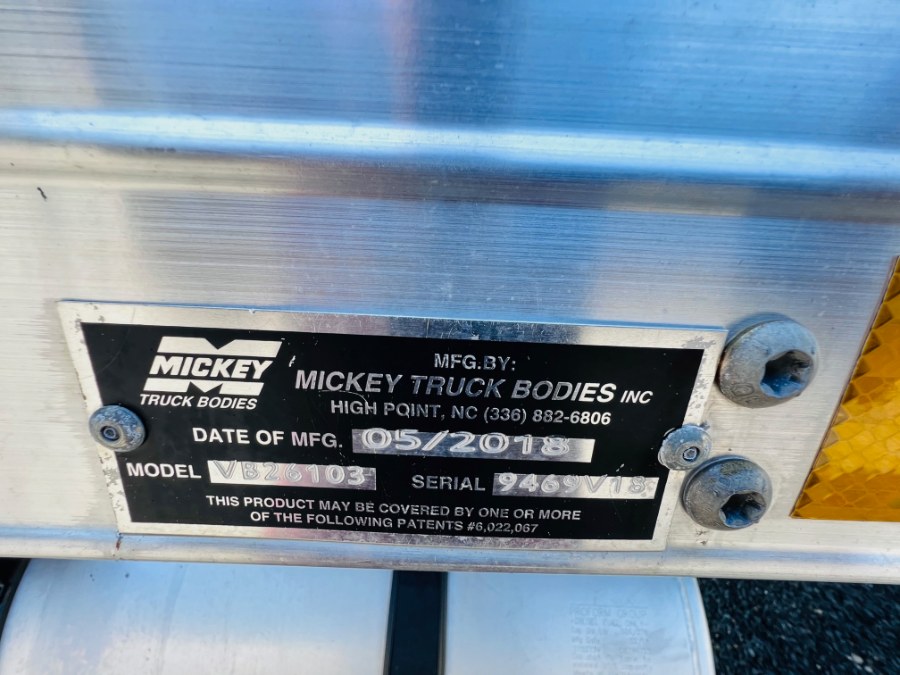 MICKEY
TRUCK BODIES
MFG.BY:
MICKEY TRUCK BODIES INC
HIGH POINT, NC (336) 882-6806
DATE OF MFG. 05/2018
MODEL VB26103 SERIAL 9469V18
THIS PRODUCT MAY BE COVERED BY ONE OR MORE
OF THE FOLLOWING PATENTS #6,022,067